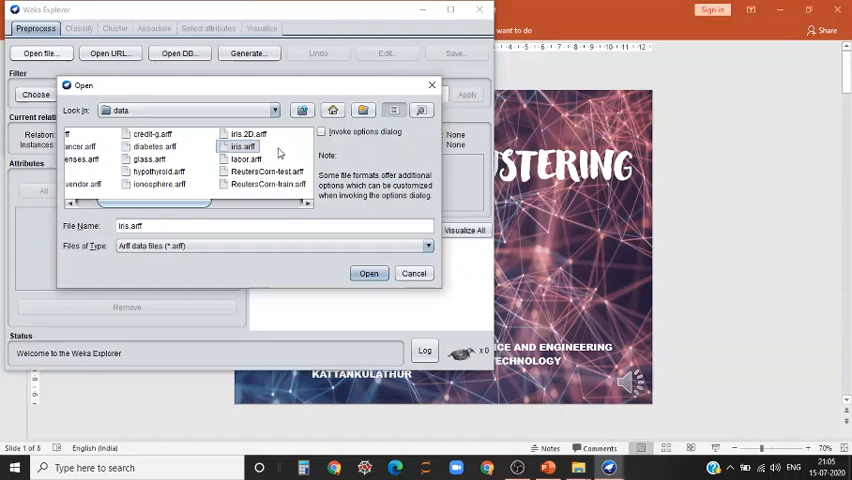 Weka Explorer
Preprocess Classify Cluster Associate Select attributes Visualize
Open file... Open URL... Open DB... Generate... Undo Edit... Save...
Filter
Choose Apply
Current relation
Relation: None
Instances: None
Attributes
All
Remove
Visualize All
Status
Welcome to the Weka Explorer
Log
x 0
Open
Look In: data
ff credit-g.arff iris.2D.arff
ancer.arff diabetes.arff iris.arff
enses.arff glass.arff labor.arff
hypothyroid.arff ReutersCorn-test.arff
vendor.arff ionosphere.arff ReutersCorn-train.arff
Invoke options dialog
Note:
Some file formats offer additional
options which can be customized
when invoking the options dialog.
File Name: iris.arff
Files of Type: Arff data files (*.arff)
Open Cancel
Sign in
want to do
Share
STERING
CE AND ENGINEERING
ECHNOLOGY
KATTANKULATHUR
Slide 1 of 8 English (India)
Notes Comments 70%
Type here to search
ENG
21:05
15-07-2020